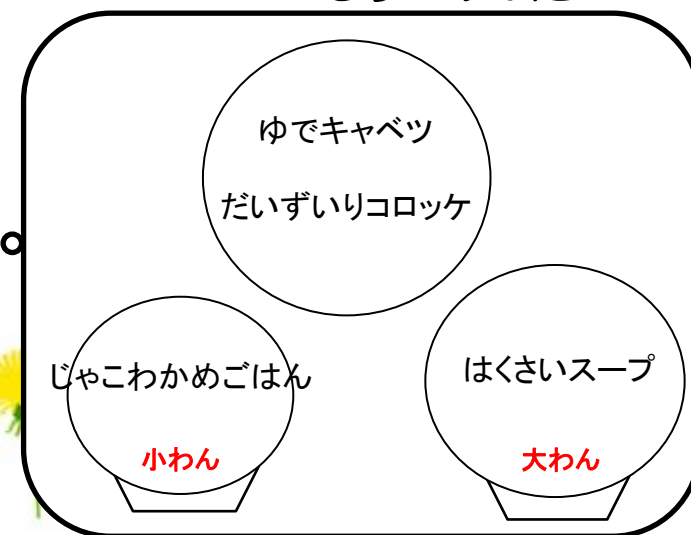 ゆでキャベツ
だいずいりコロッケ
じゃこわかめごはん
小わん
はくさいスープ
大わん